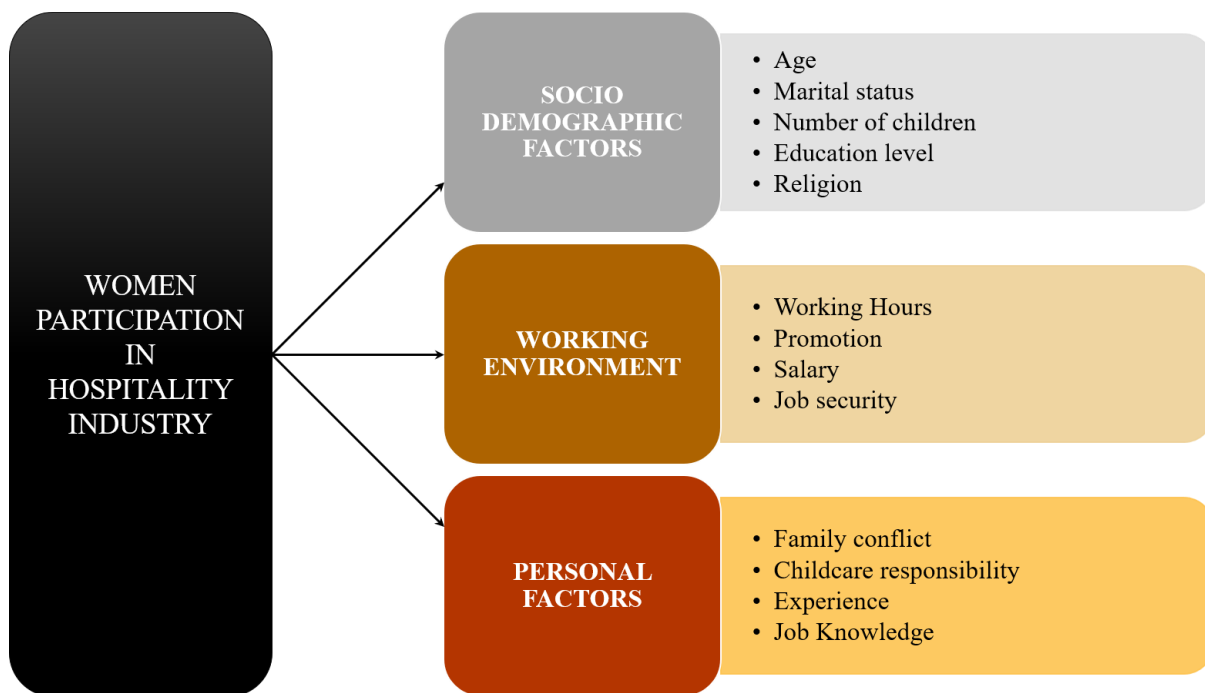 WOMEN
PARTICIPATION
IN
HOSPITALITY
INDUSTRY
SOCIO
DEMOGRAPHIC
FACTORS
• Age
• Marital status
• Number of children
• Education level
• Religion
WORKING
ENVIRONMENT
• Working Hours
• Promotion
• Salary
• Job security
PERSONAL
FACTORS
• Family conflict
• Childcare responsibility
• Experience
• Job Knowledge